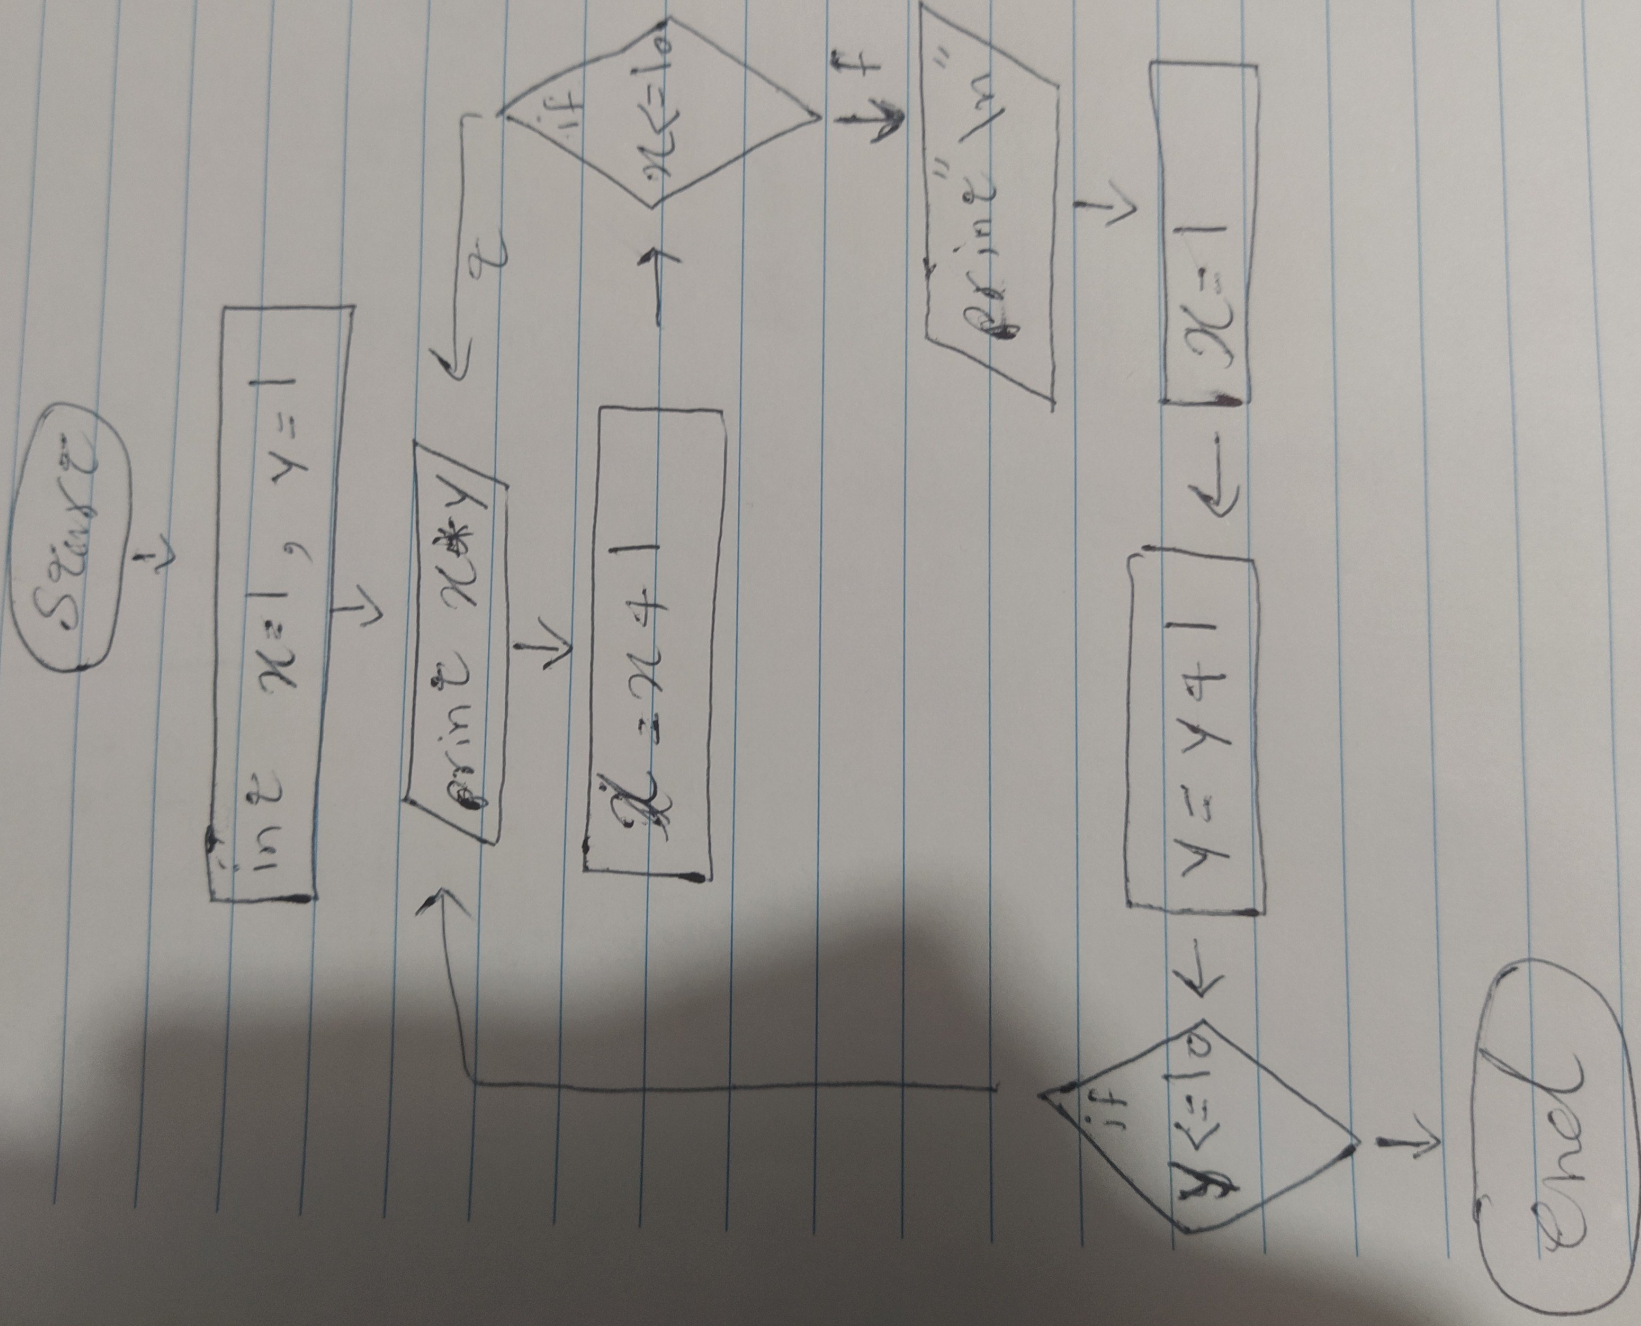 Start
int x=1, y=1
print x*y
x=x+1
if
x<=10
t
f
print "\n"
x=1
y=y+1
if
y<=10
end